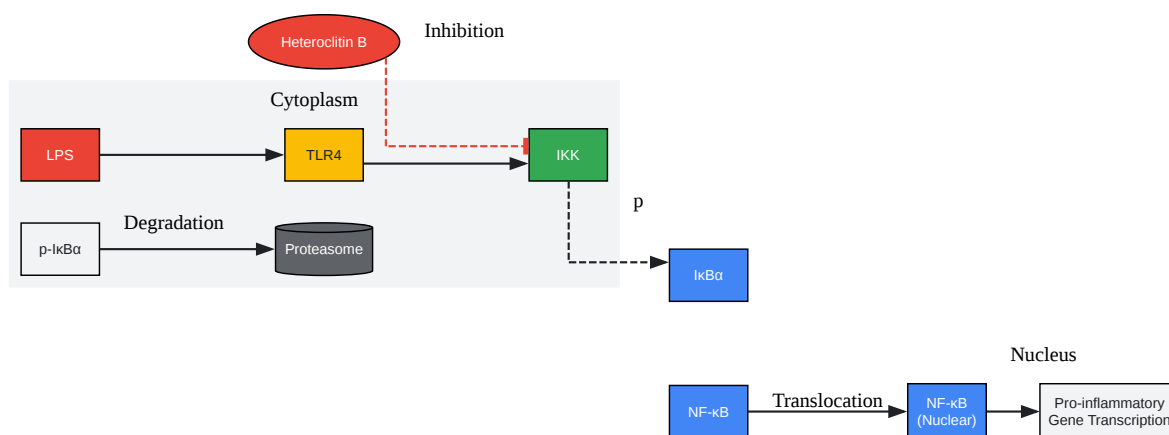 Heteroclitin B
Inhibition
Cytoplasm
LPS
TLR4
IKK
p
Degradation
p-IκBα
Proteasome
IκBα
Nucleus
NF-κB
Translocation
NF-κB
(Nuclear)
Pro-inflammatory
Gene Transcription